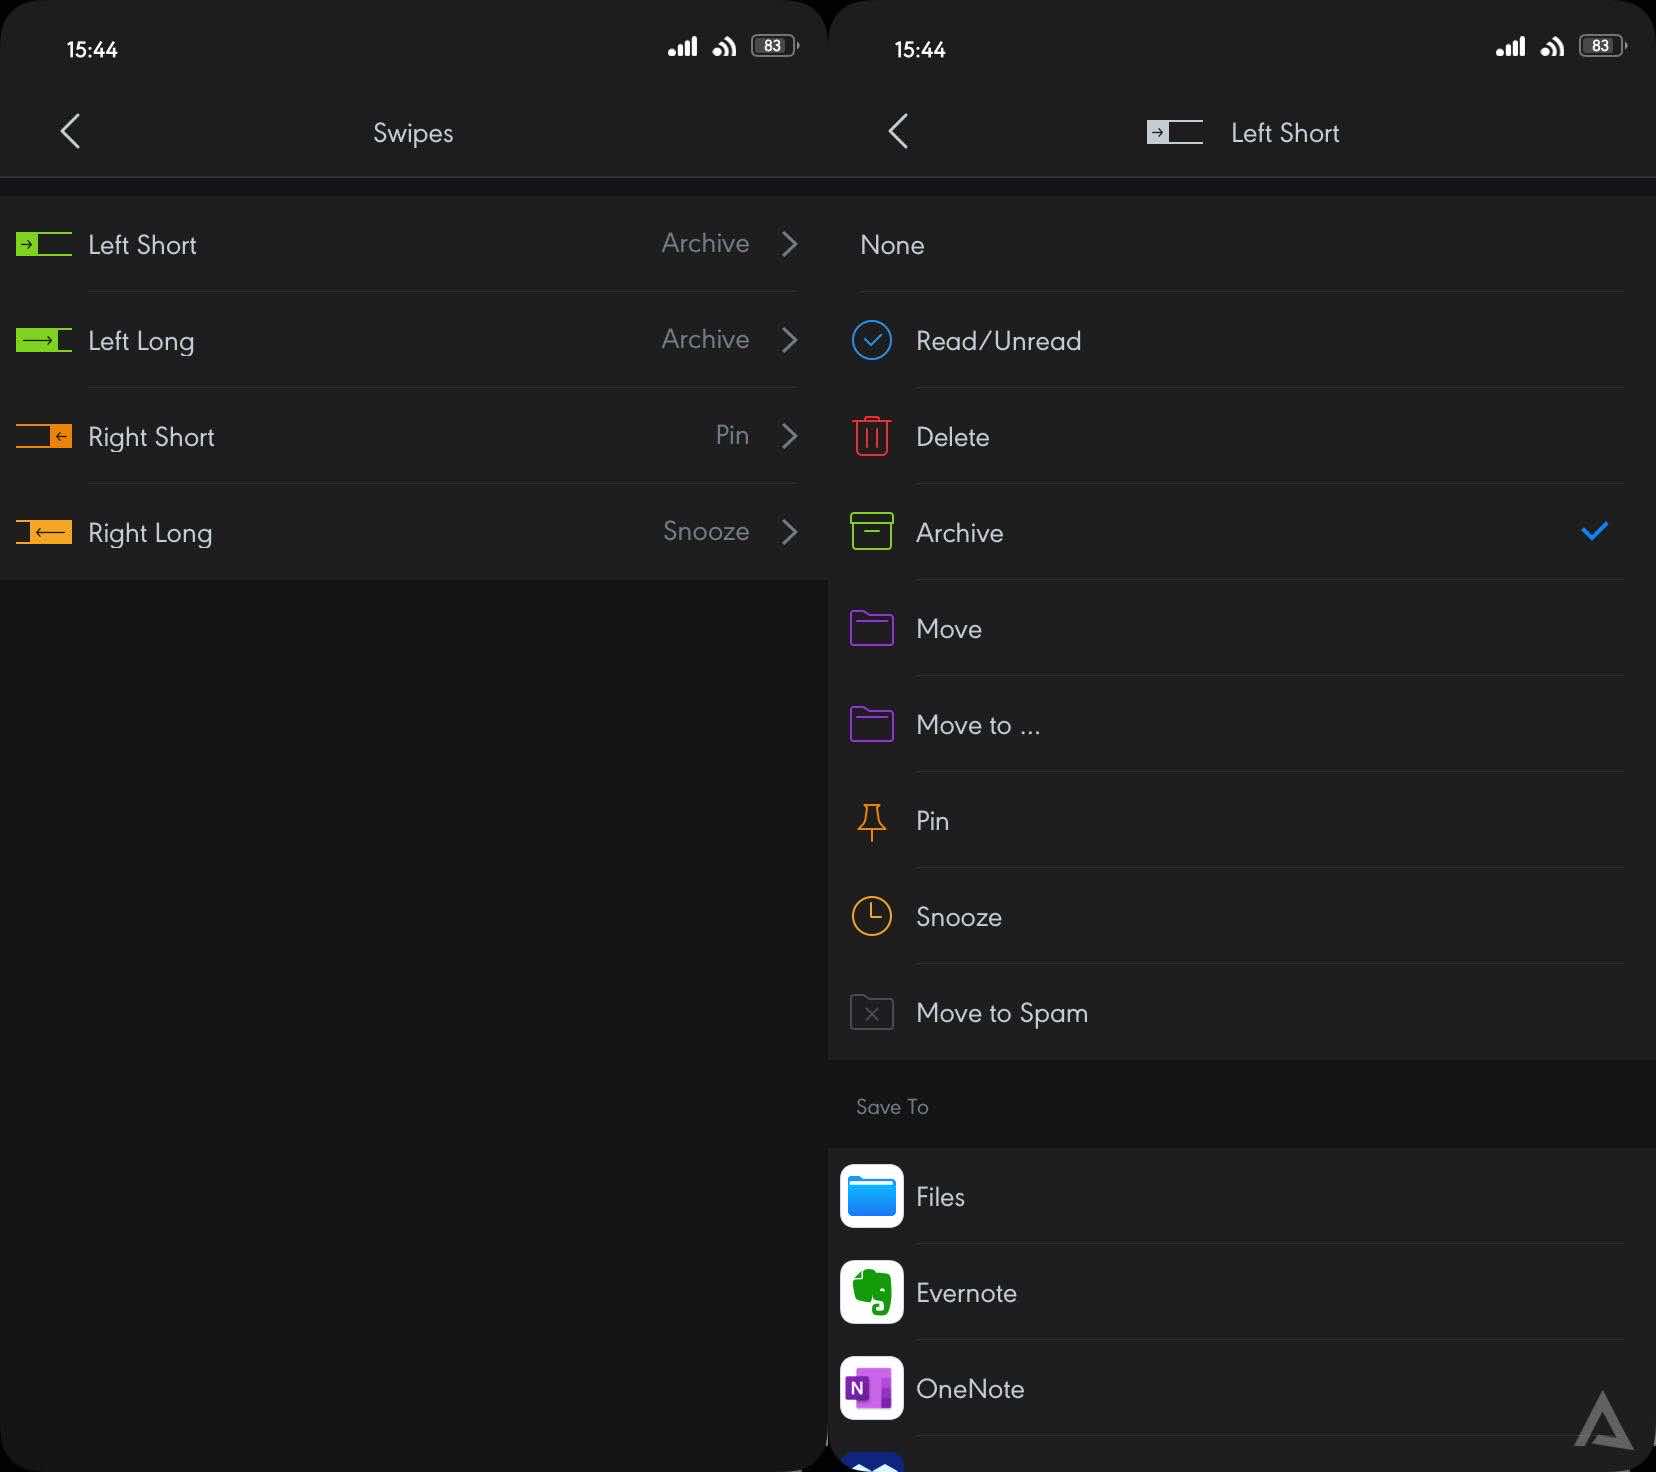 15:44
83
Swipes
Left Short
Archive
Left Long
Archive
Right Short
Pin
Right Long
Snooze
15:44
83
Left Short
None
Read/Unread
Delete
Archive
Move
Move to ...
Pin
Snooze
Move to Spam
Save To
Files
Evernote
N
OneNote